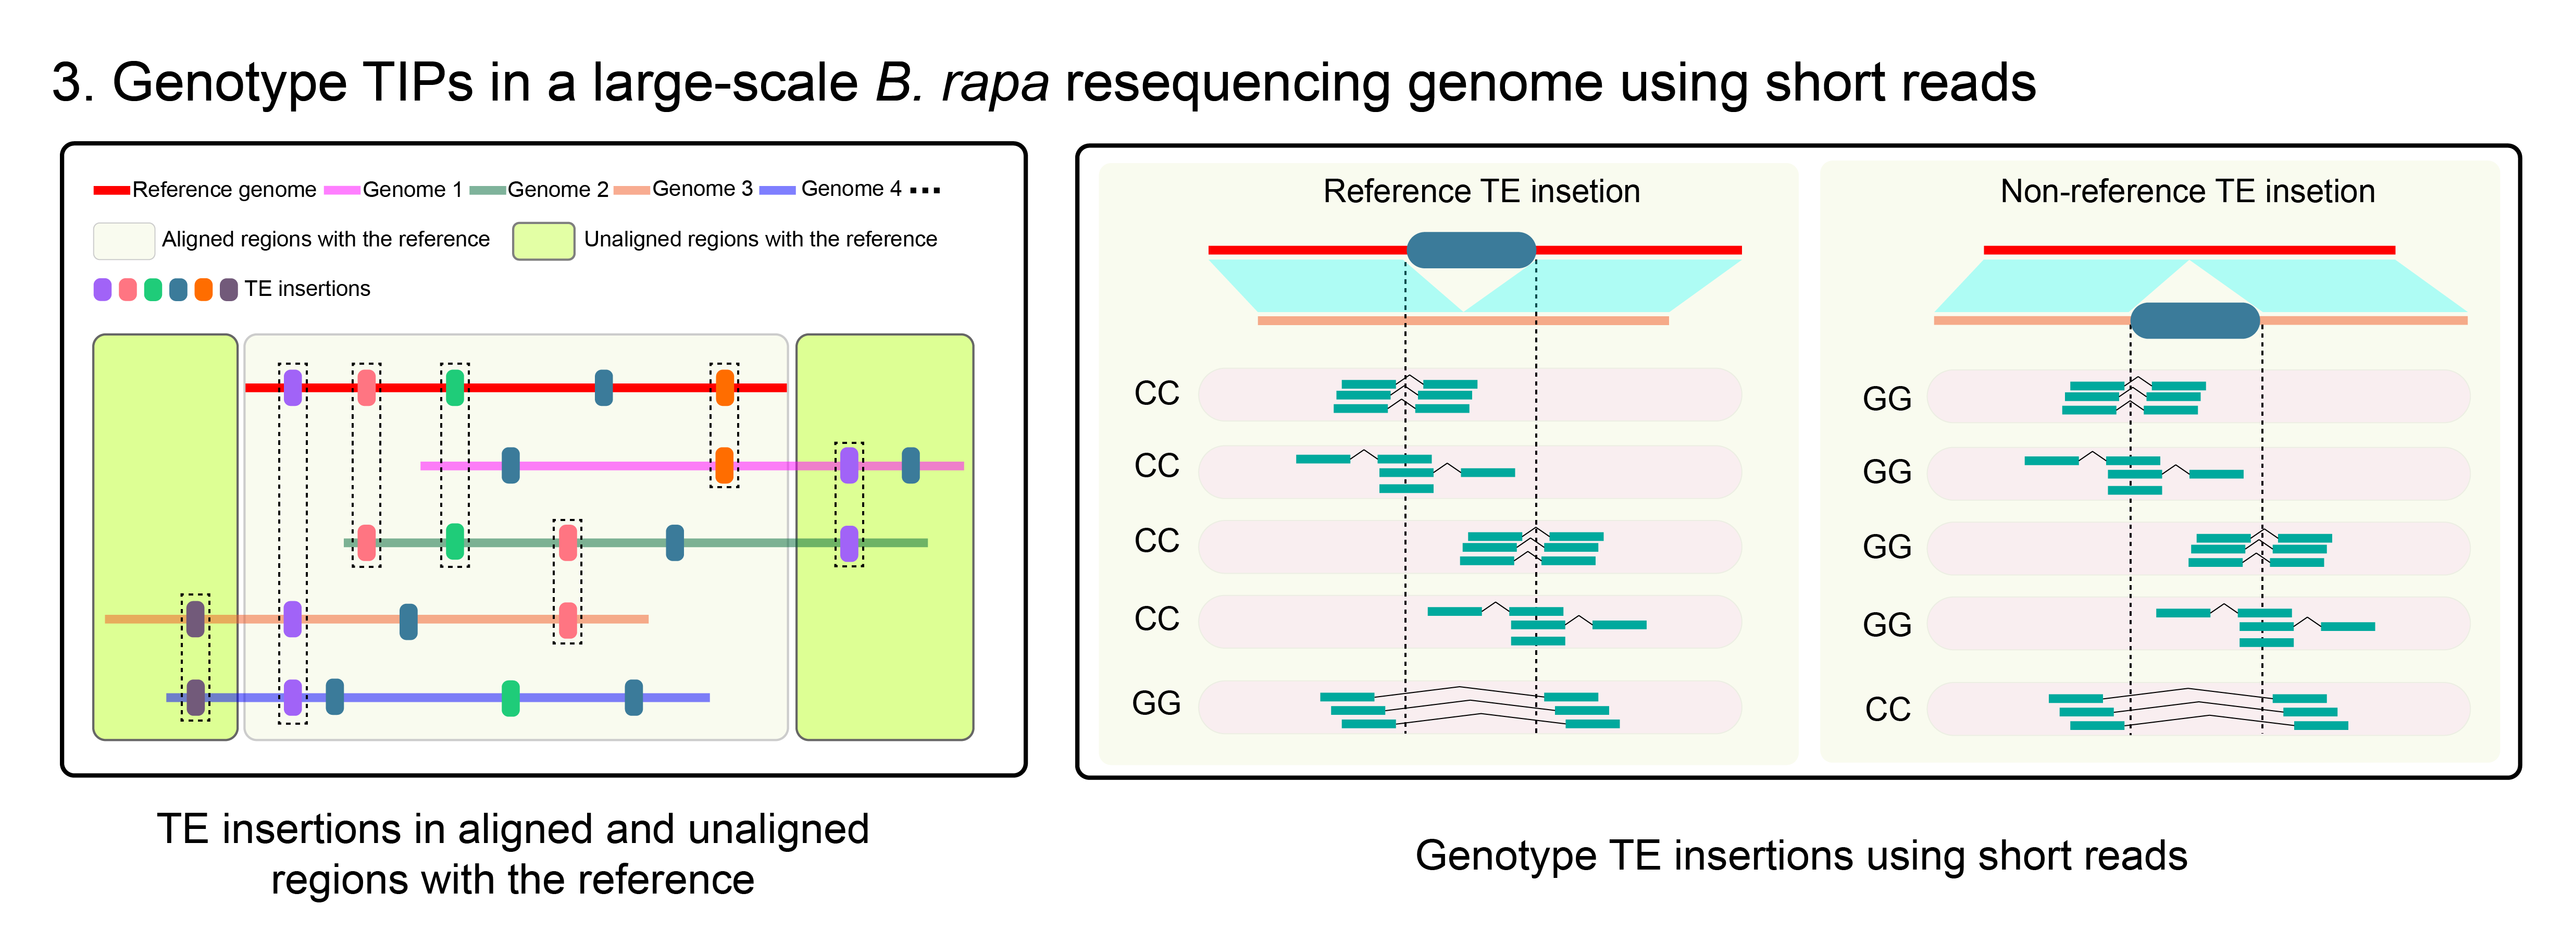 3. Genotype TIPs in a large-scale B. rapa resequencing genome using short reads
Reference genome Genome 1 Genome 2 Genome 3 Genome 4 ...
Aligned regions with the reference Unaligned regions with the reference
TE insertions
TE insertions in aligned and unaligned
regions with the reference
Reference TE insetion
CC
CC
CC
CC
GG
Non-reference TE insetion
GG
GG
GG
GG
CC
Genotype TE insertions using short reads